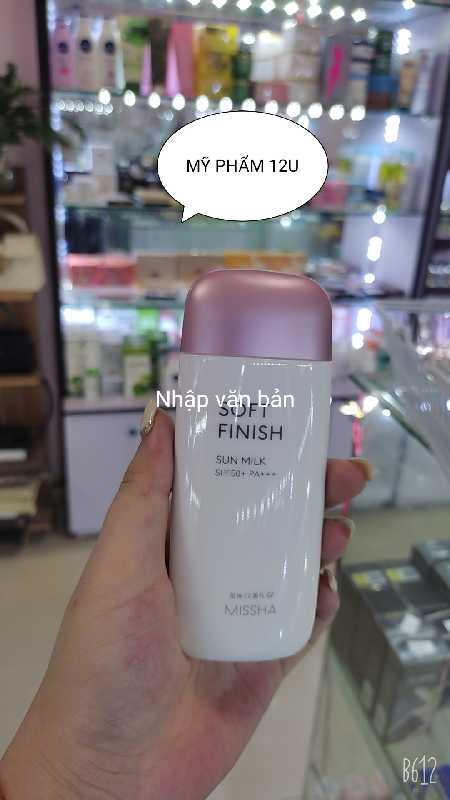 MỸ PHẨM 12U
Nhập văn bản
SOFT
FINISH
SUN MILK
SPF50+ PA+++
MISSHA
B612